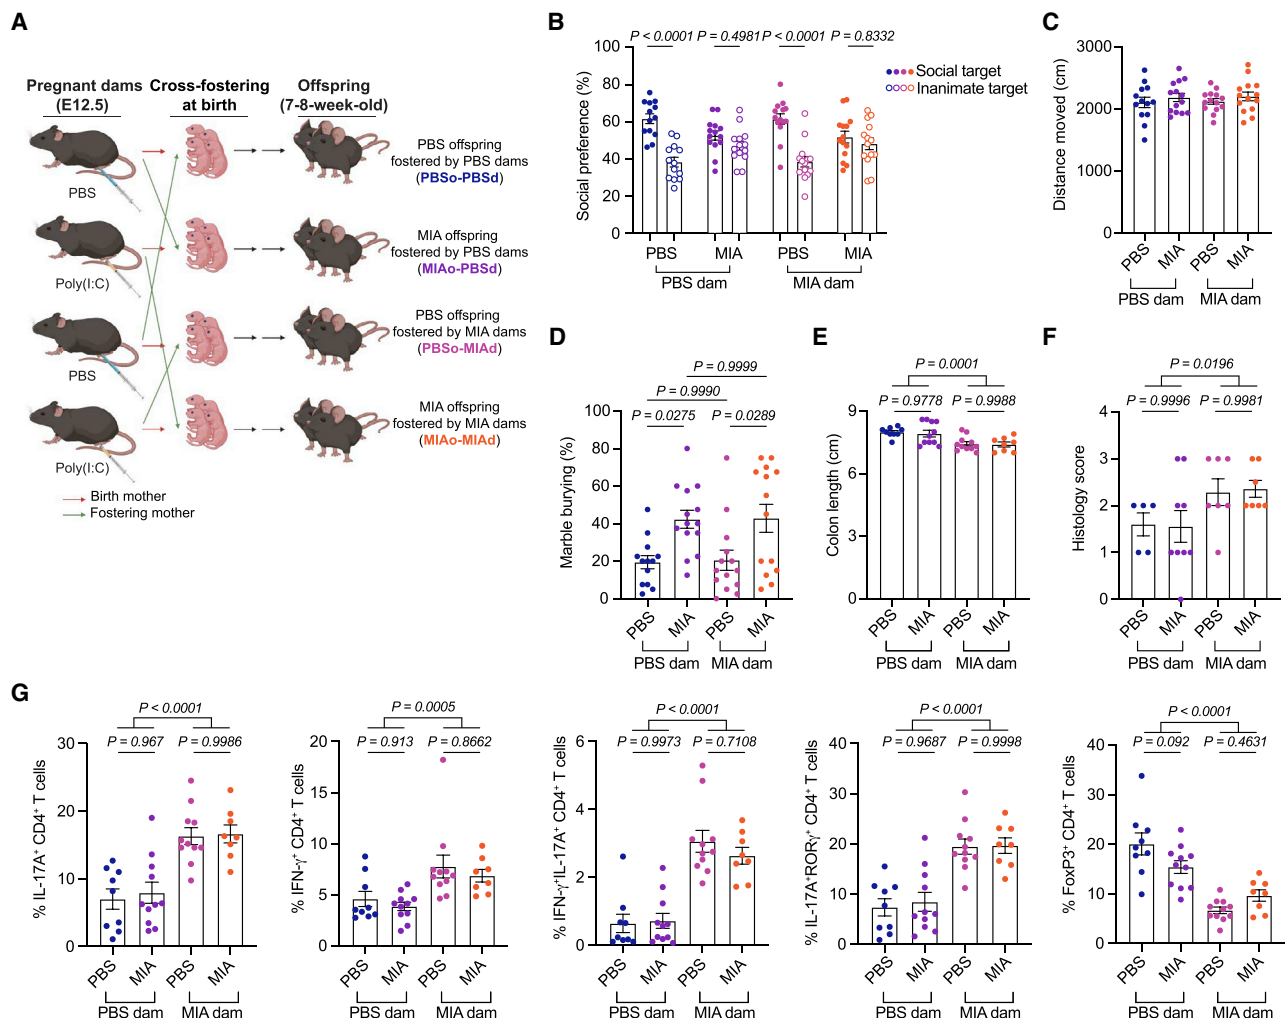 A
Pregnant dams
(E12.5)
Cross-fostering
at birth
Offspring
(7-8-week-old)
PBS
Poly(I:C)
PBS
Poly(I:C)
PBS offspring
fostered by PBS dams
(PBSo-PBSd)
MIA offspring
fostered by PBS dams
(MIAo-PBSd)
PBS offspring
fostered by MIA dams
(PBSo-MIAd)
MIA offspring
fostered by MIA dams
(MIAo-MIAd)
Birth mother
Fostering mother
B
P < 0.0001 P = 0.4981 P < 0.0001 P = 0.8332
Social target
Inanimate target
Social preference (%)
100
80
60
40
20
0
PBS MIA PBS MIA
PBS dam MIA dam
C
Distance moved (cm)
3000
2000
1000
0
PBS MIA PBS MIA
PBS dam MIA dam
D
P = 0.9999
P = 0.9990
P = 0.0275 P = 0.0289
Marble burying (%)
100
80
60
40
20
0
PBS MIA PBS MIA
PBS dam MIA dam
E
P = 0.0001
P = 0.9778 P = 0.9988
Colon length (cm)
9
6
3
0
PBS MIA PBS MIA
PBS dam MIA dam
F
P = 0.0196
P = 0.9996 P = 0.9981
Histology score
4
3
2
1
0
PBS MIA PBS MIA
PBS dam MIA dam
G
P < 0.0001
P = 0.967 P = 0.9986
% IL-17A⁺ CD4⁺ T cells
30
20
10
0
PBS MIA PBS MIA
PBS dam MIA dam
P = 0.0005
P = 0.913 P = 0.8662
% IFN-γ⁺ CD4⁺ T cells
20
15
10
5
0
PBS MIA PBS MIA
PBS dam MIA dam
P < 0.0001
P = 0.9973 P = 0.7108
% IFN-γ⁺IL-17A⁺ CD4⁺ T cells
6
4
2
0
PBS MIA PBS MIA
PBS dam MIA dam
P < 0.0001
P = 0.9687 P = 0.9998
% IL-17A⁺RORγ⁺ CD4⁺ T cells
40
30
20
10
0
PBS MIA PBS MIA
PBS dam MIA dam
P < 0.0001
P = 0.092 P = 0.4631
% FoxP3⁺ CD4⁺ T cells
40
30
20
10
0
PBS MIA PBS MIA
PBS dam MIA dam